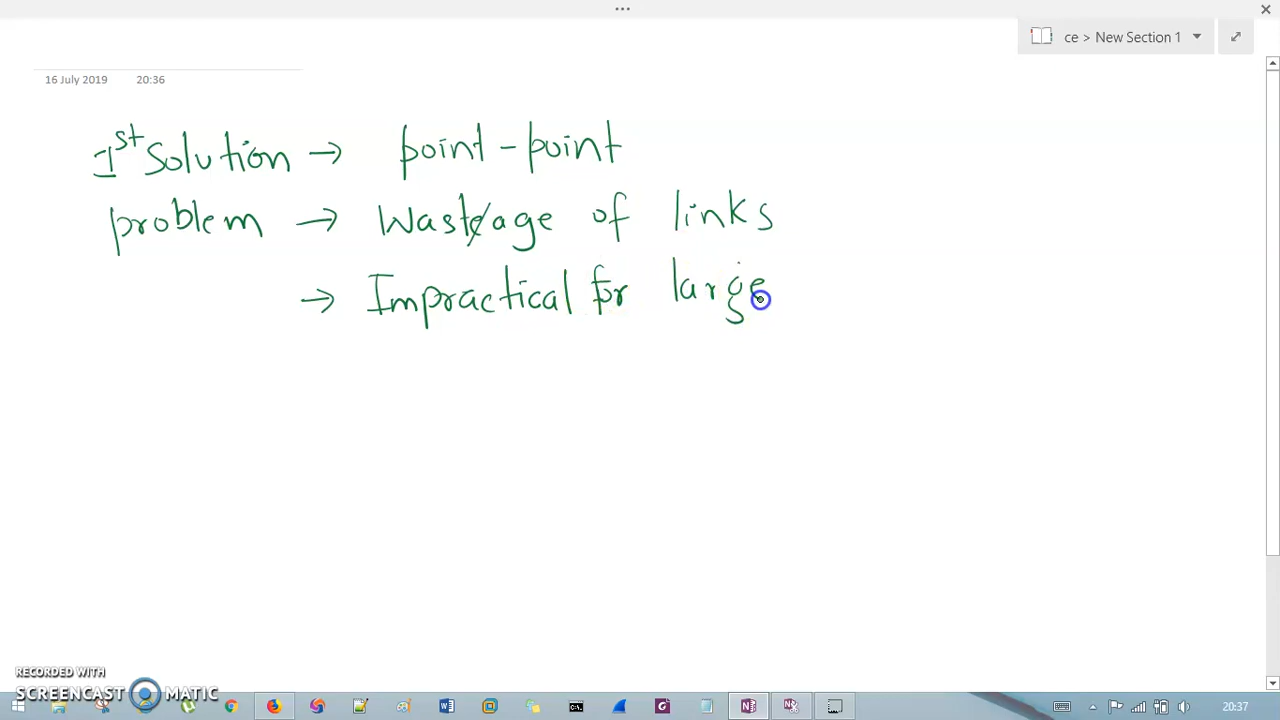 ce > New Section 1
16 July 2019 20:36
1st Solution → point - point
problem → Wastage of links
→ Impractical for large
RECORDED WITH
SCREENCAST MATIC
20:37